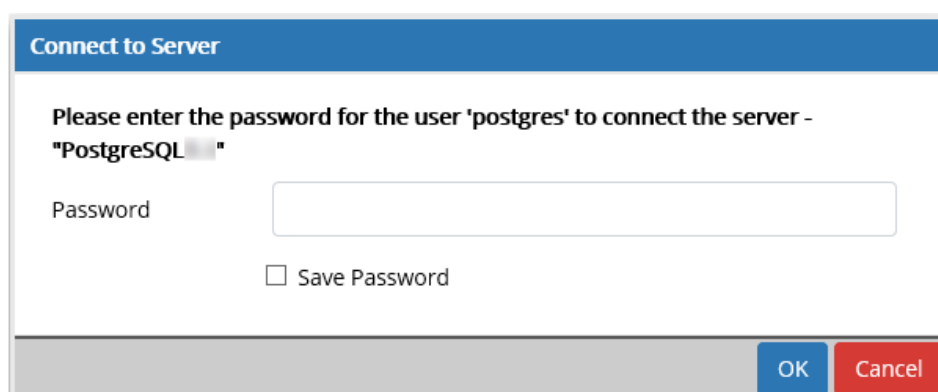 Connect to Server
Please enter the password for the user 'postgres' to connect the server -
"PostgreSQL "
Password
Save Password
OK Cancel